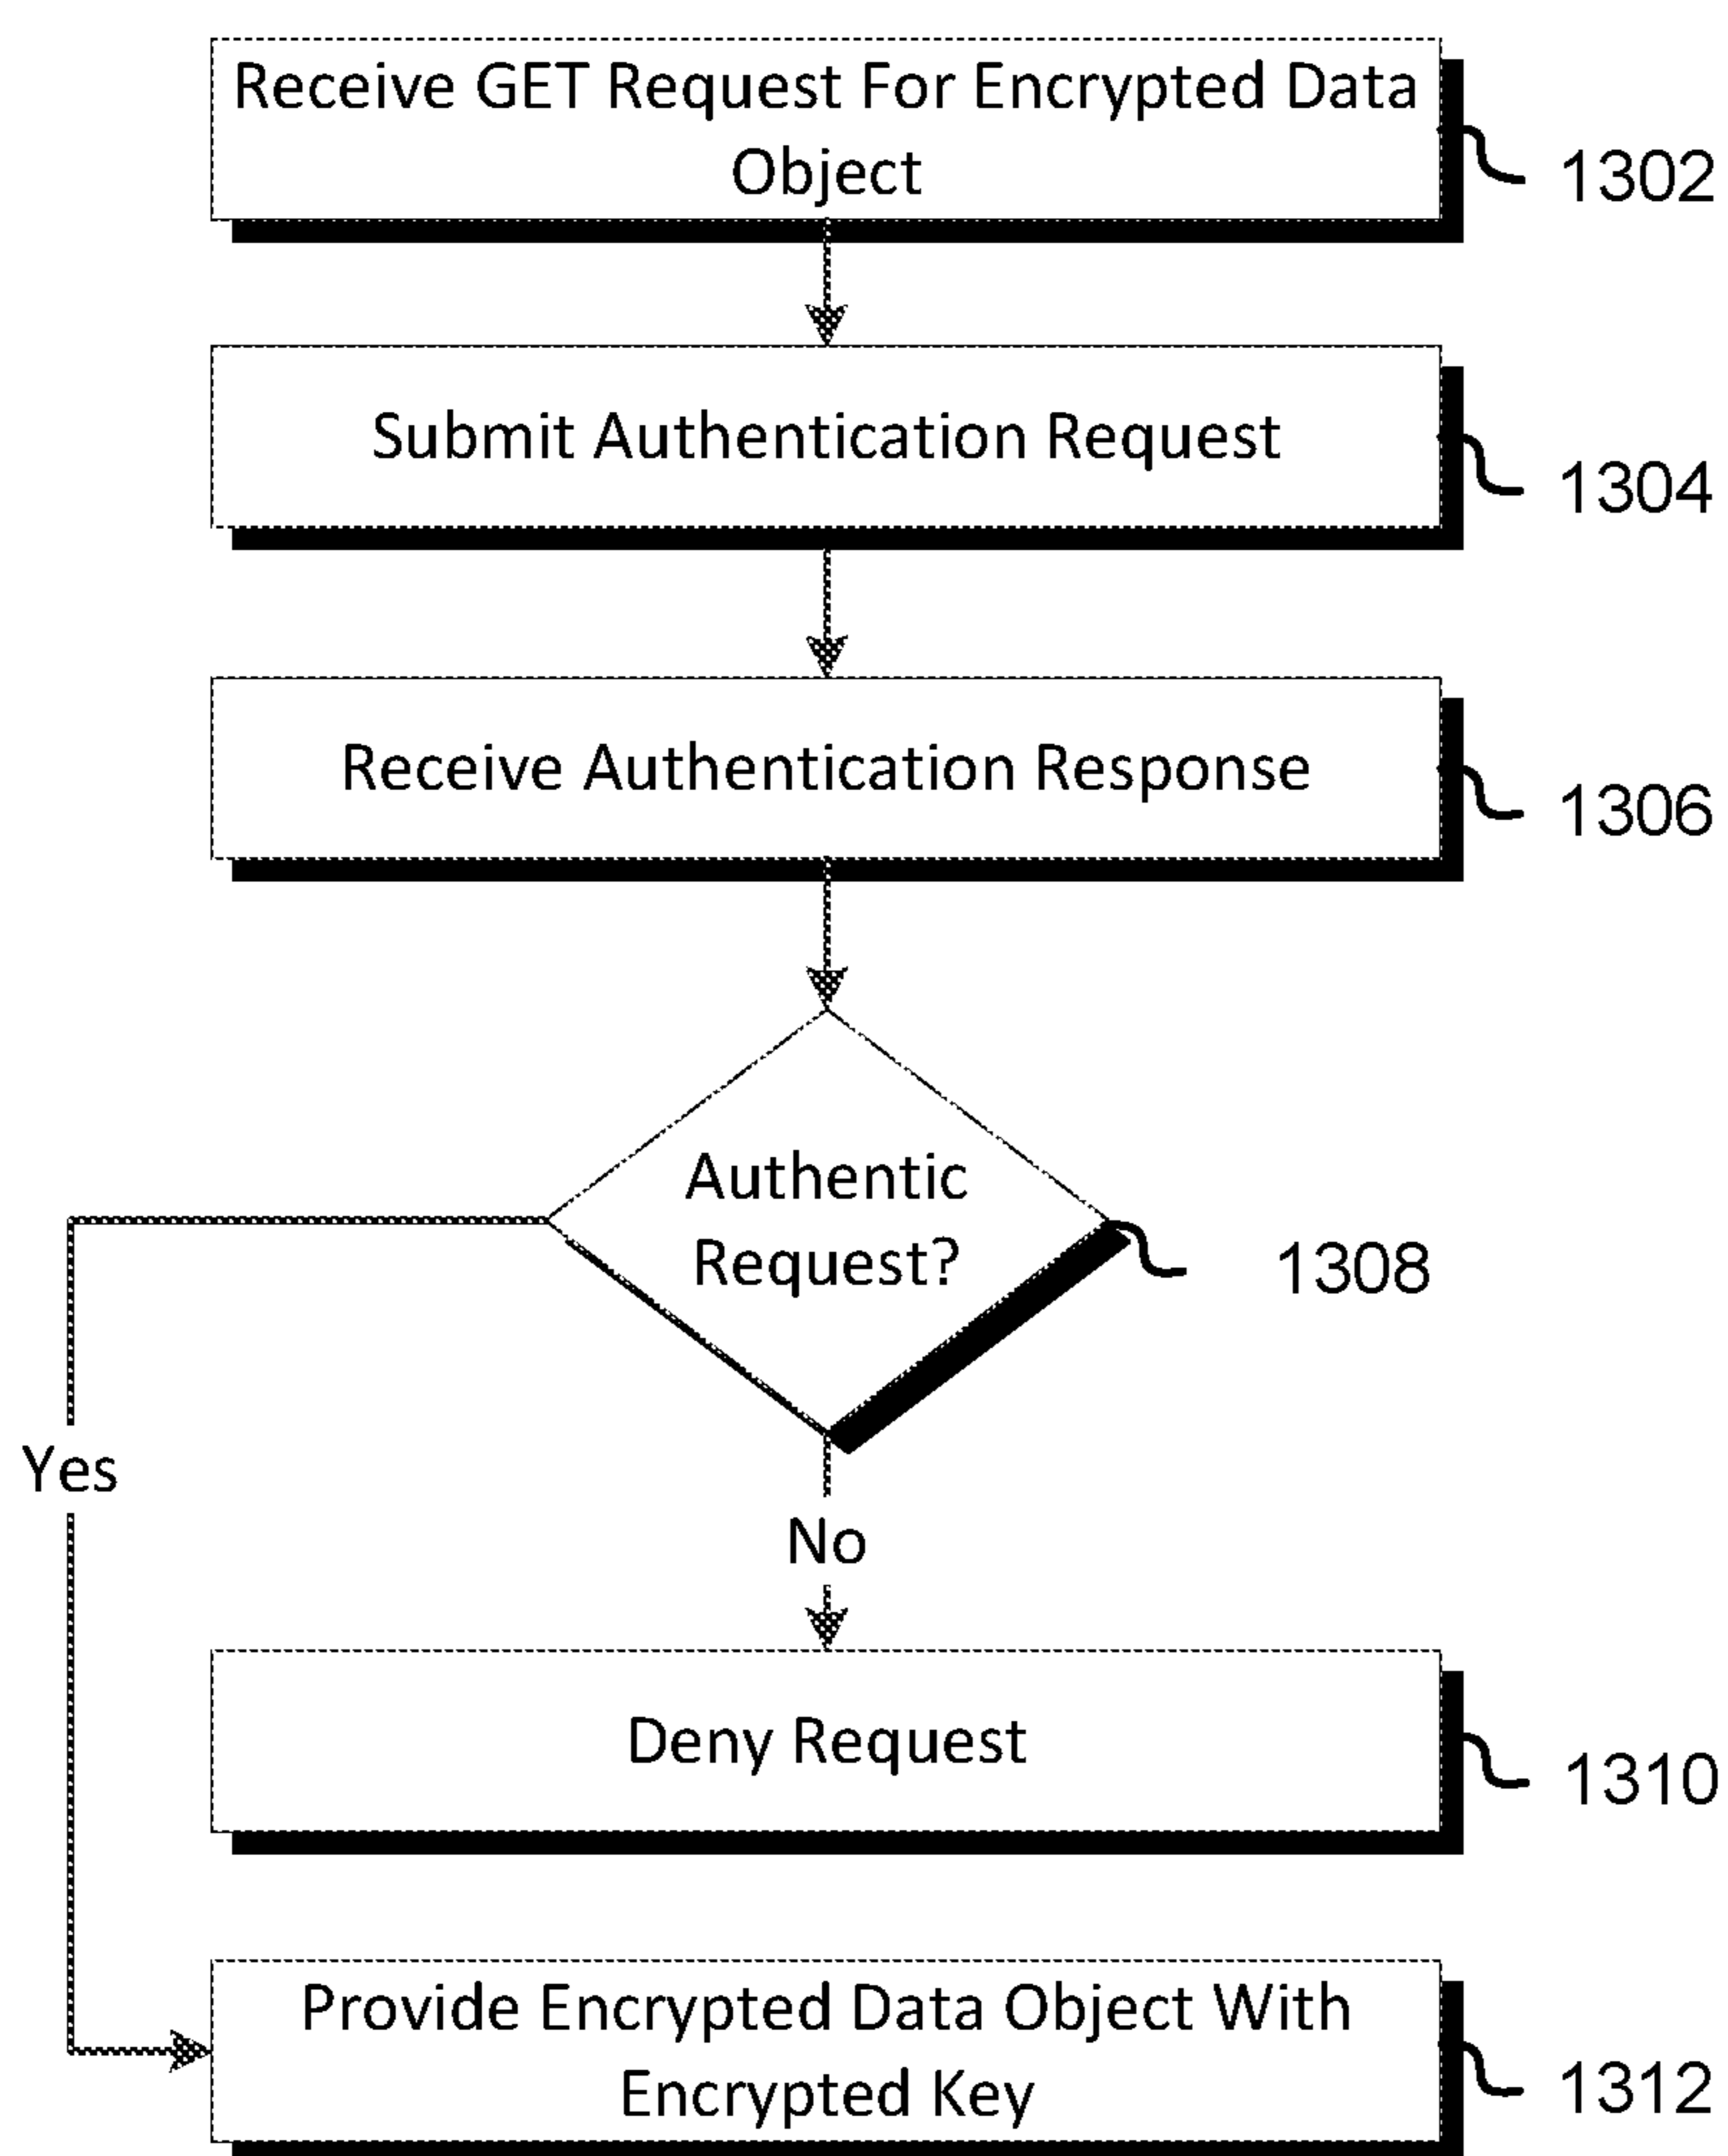 Receive GET Request For Encrypted Data
Object
1302
Submit Authentication Request
1304
Receive Authentication Response
1306
Authentic
Request?
1308
Yes
No
Deny Request
1310
Provide Encrypted Data Object With
Encrypted Key
1312